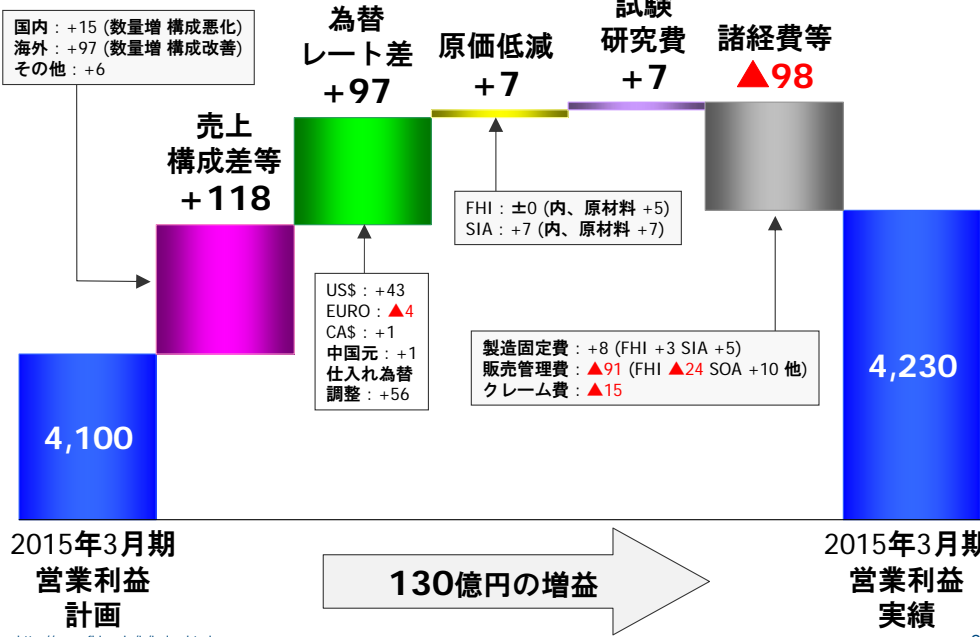 国内：+15 (数量増 構成悪化)
海外：+97 (数量増 構成改善)
その他：+6
売上
構成差等
+118
為替
レート差
+97
原価低減
+7
試験
研究費
+7
諸経費等
▲98
FHI：±0 (内、原材料 +5)
SIA：+7 (内、原材料 +7)
US$：+43
EURO：▲4
CA$：+1
中国元：+1
仕入れ為替
調整：+56
製造固定費：+8 (FHI +3 SIA +5)
販売管理費：▲91 (FHI ▲24 SOA +10 他)
クレーム費：▲15
4,100
4,230
2015年3月期
営業利益
計画
130億円の増益
2015年3月期
営業利益
実績